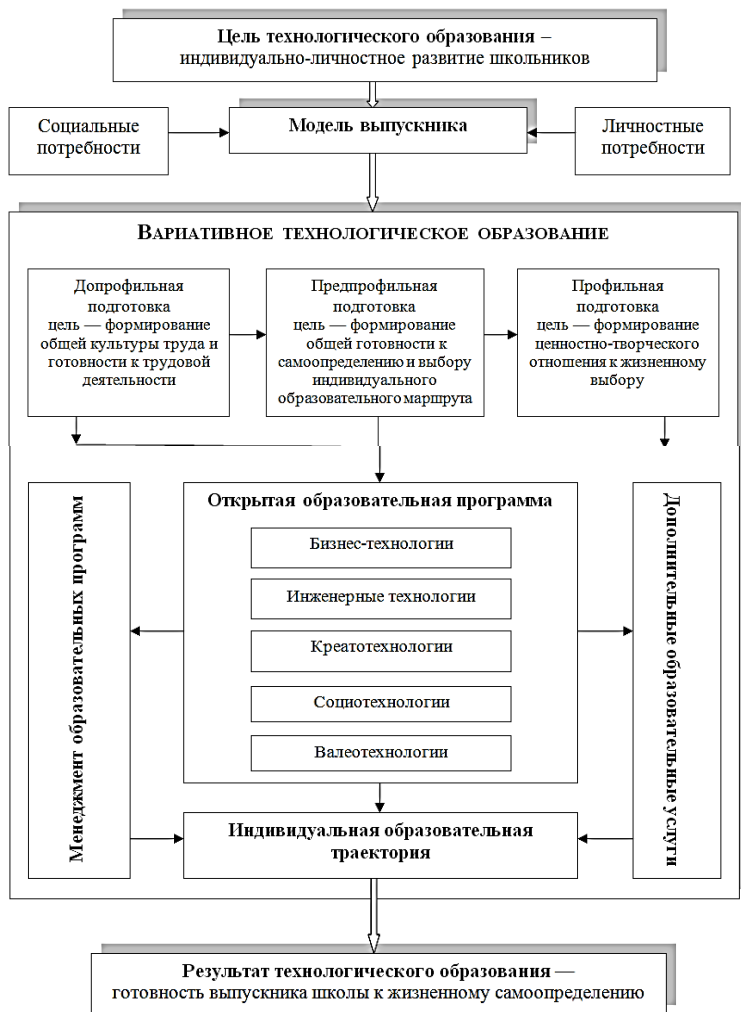 Цель технологического образования –
индивидуально-личностное развитие школьников
Социальные
потребности
Модель выпускника
Личностные
потребности
ВАРИАТИВНОЕ ТЕХНОЛОГИЧЕСКОЕ ОБРАЗОВАНИЕ
Допрофильная
подготовка
цель — формирование
общей культуры труда и
готовности к трудовой
деятельности
Предпрофильная
подготовка
цель — формирование
общей готовности к
самоопределению и выбору
индивидуального
образовательного маршрута
Профильная
подготовка
цель — формирование
ценностно-творческого
отношения к жизненному
выбору
Менеджмент образовательных программ
Открытая образовательная программа
Бизнес-технологии
Инженерные технологии
Креатотехнологии
Социотехнологии
Валеотехнологии
Дополнительные образовательные услуги
Индивидуальная образовательная
траектория
Результат технологического образования —
готовность выпускника школы к жизненному самоопределению